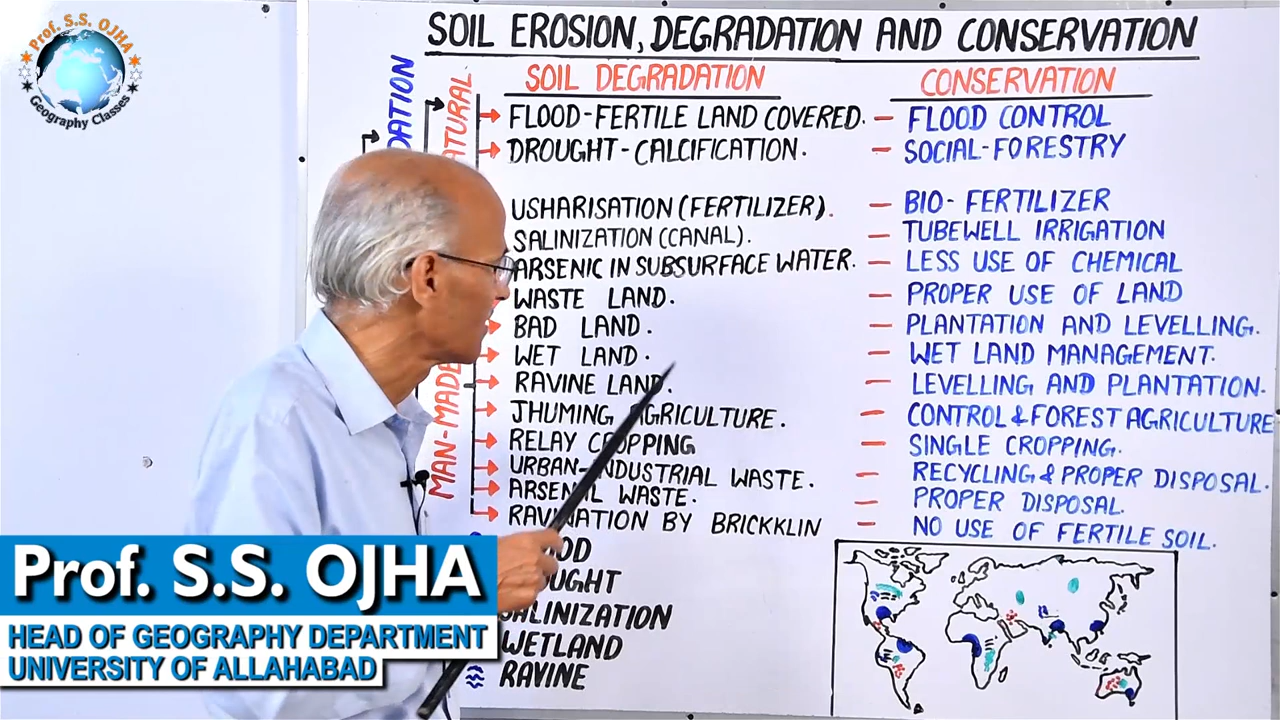 Prof. S.S. OJHA
Geography Classes
SOIL EROSION, DEGRADATION AND CONSERVATION
SOIL DEGRADATION
CONSERVATION
FLOOD-FERTILE LAND COVERED. - FLOOD CONTROL
DROUGHT-CALCIFICATION. - SOCIAL-FORESTRY
USHARISATION (FERTILIZER). - BIO-FERTILIZER
SALINIZATION (CANAL). - TUBEWELL IRRIGATION
ARSENIC IN SUBSURFACE WATER. - LESS USE OF CHEMICAL
WASTE LAND. - PROPER USE OF LAND
BAD LAND. - PLANTATION AND LEVELLING.
WET LAND. - WET LAND MANAGEMENT.
RAVINE LAND. - LEVELLING AND PLANTATION.
JHUMING AGRICULTURE. - CONTROL & FOREST AGRICULTURE
RELAY CROPPING - SINGLE CROPPING.
URBAN-INDUSTRIAL WASTE. - RECYCLING & PROPER DISPOSAL.
ARSENAL WASTE. - PROPER DISPOSAL.
BY BRICKKLIN - NO USE OF FERTILE SOIL.
MAN-MADE
SALINIZATION
WETLAND
RAVINE
Prof. S.S. OJHA
HEAD OF GEOGRAPHY DEPARTMENT
UNIVERSITY OF ALLAHABAD